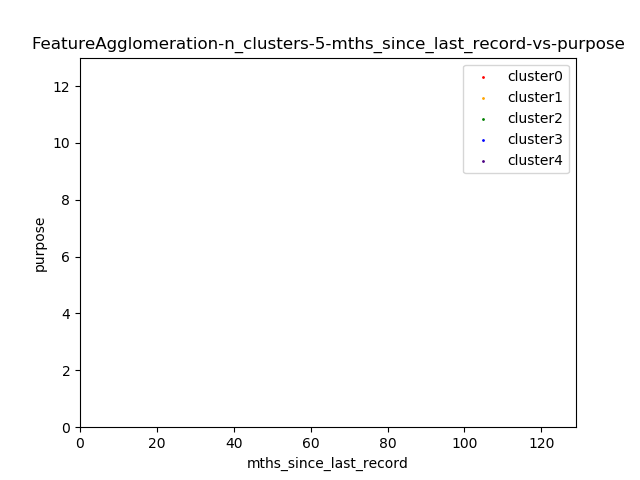 FeatureAgglomeration-n_clusters-5-mths_since_last_record-vs-purpose
cluster0
cluster1
cluster2
cluster3
cluster4
12
10
8
6
4
2
0
purpose
0 20 40 60 80 100 120
mths_since_last_record